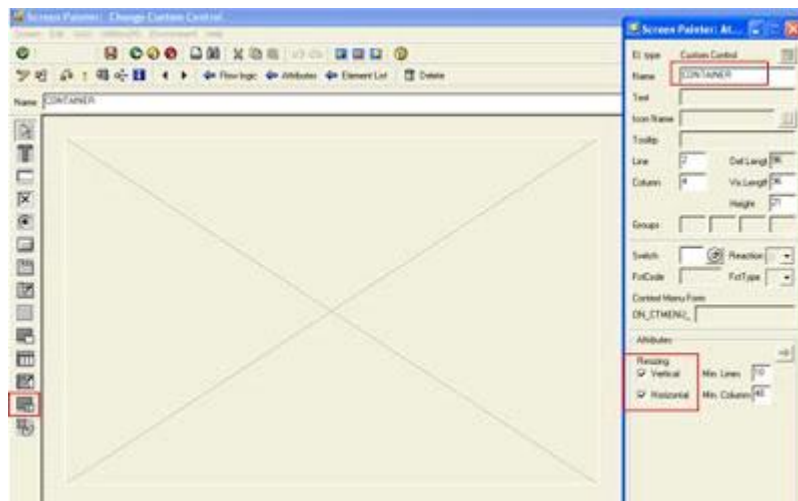 Screen Painter: Change Custom Control
Flow logic
Attributes
Element List
Delete
Name CONTAINER
Screen Painter: At...
El. type Custom Control
Name CONTAINER
Text
Icon Name
Tooltip
Line 2 Def.Lengt 96
Column 4 Vis.Lengt 96
Height 21
Groups
Switch Reaction
FctCode FctType
Context Menu Form
ON_CTMENU_
Attributes
Resizing
Vertical Min. Lines 10
Horizontal Min. Column 40